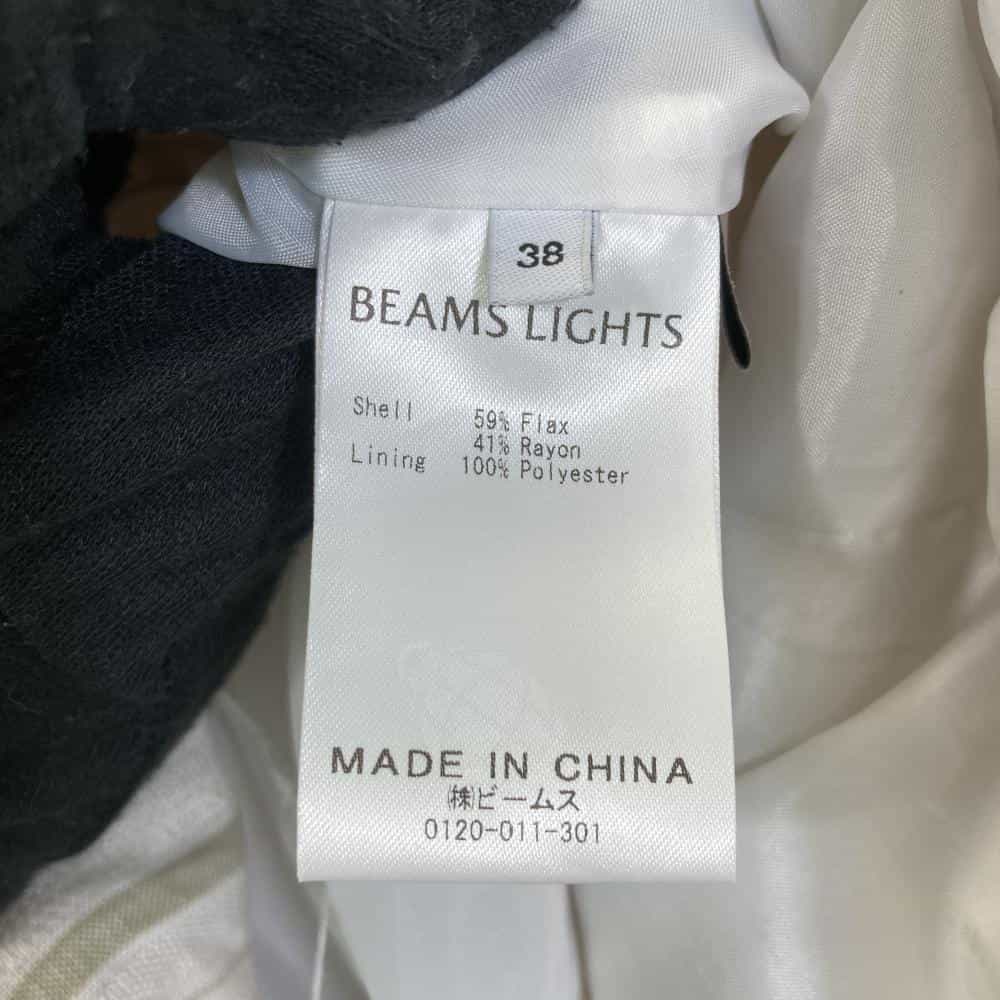 38
BEAMS LIGHTS
Shell 59% Flax
41% Rayon
Lining 100% Polyester
MADE IN CHINA
㈱ビームス
0120-011-301